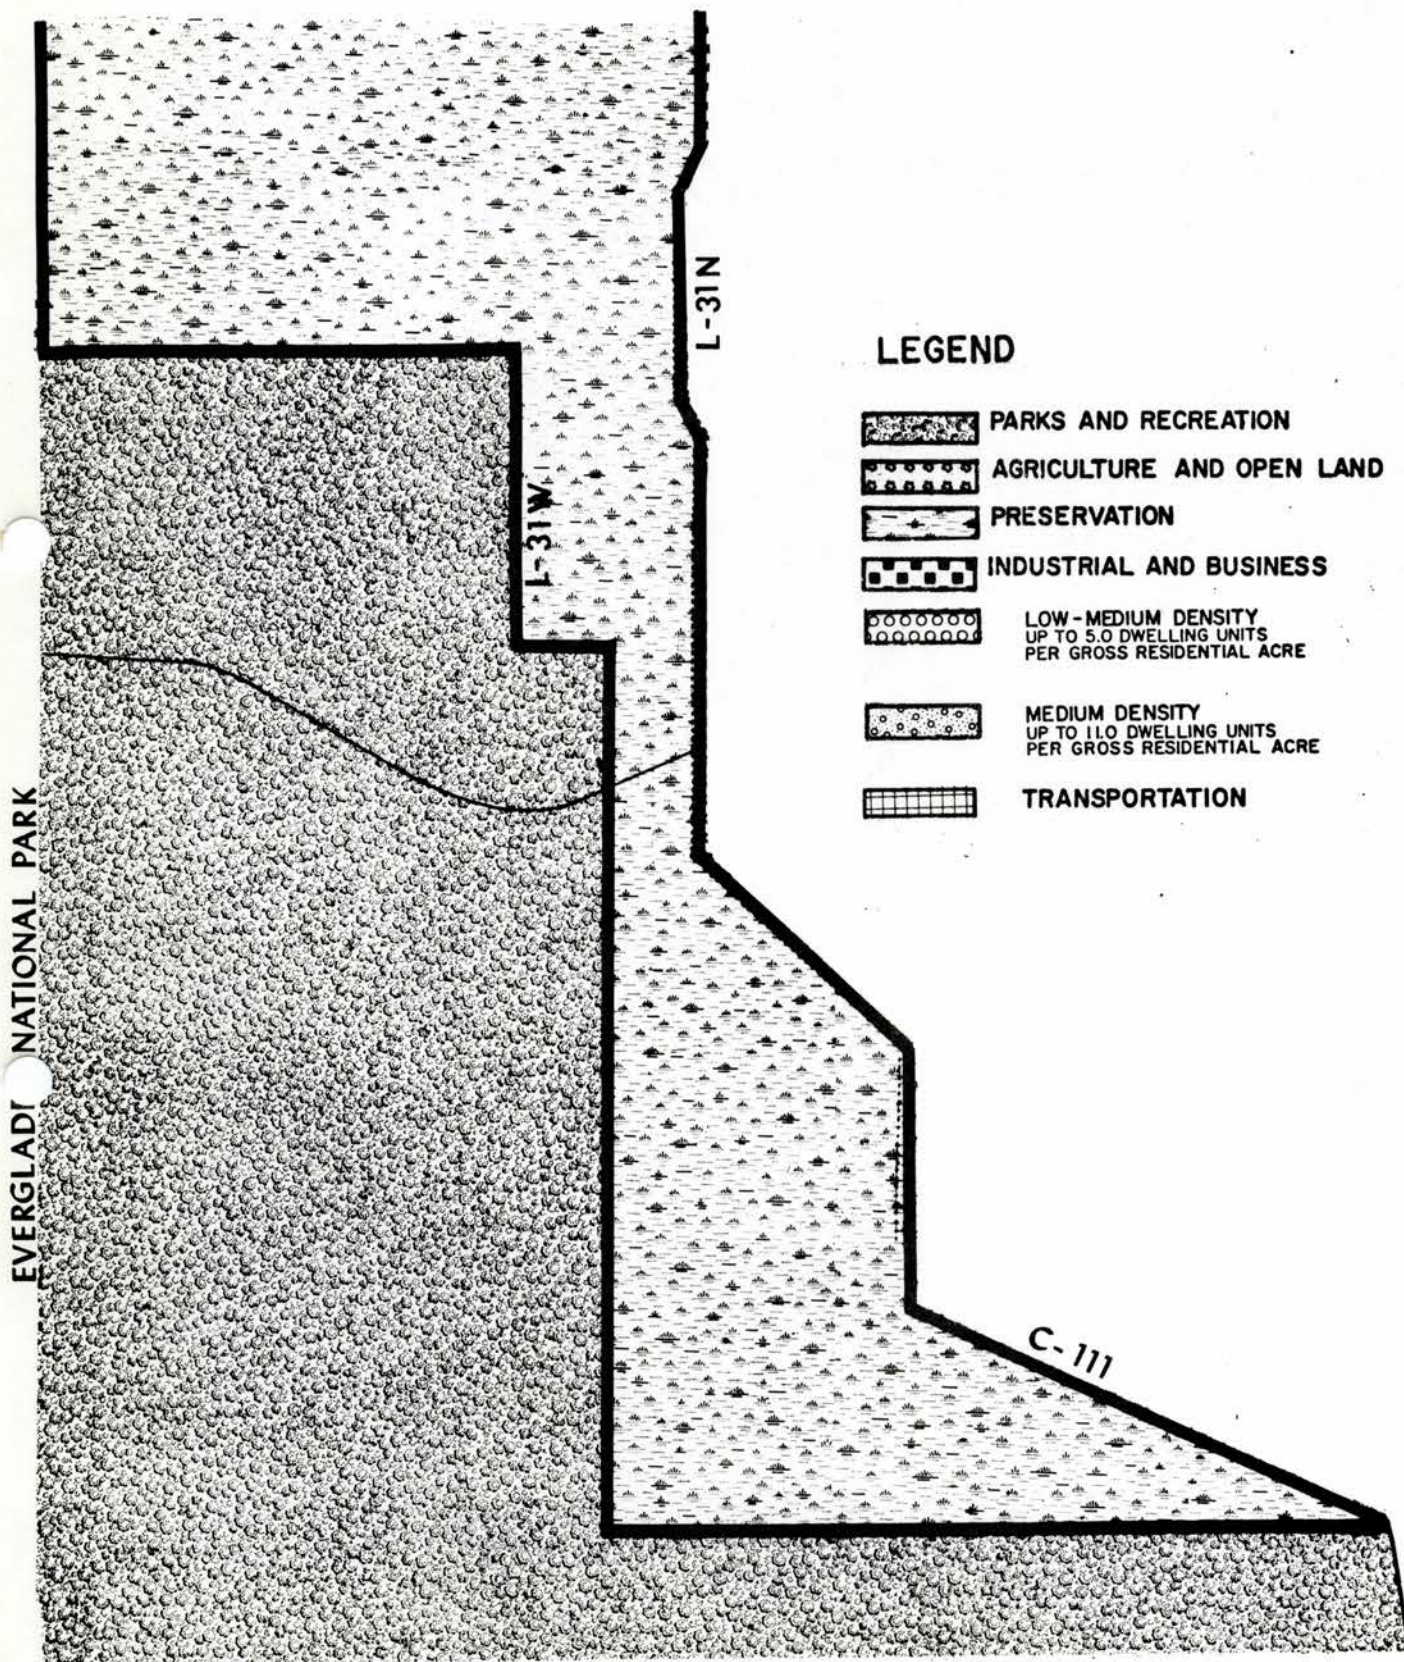 L-31N
LEGEND
PARKS AND RECREATION
AGRICULTURE AND OPEN LAND
PRESERVATION
INDUSTRIAL AND BUSINESS
LOW-MEDIUM DENSITY
UP TO 5.0 DWELLING UNITS
PER GROSS RESIDENTIAL ACRE
MEDIUM DENSITY
UP TO 11.0 DWELLING UNITS
PER GROSS RESIDENTIAL ACRE
TRANSPORTATION
L-31W
EVERGLAD NATIONAL PARK
C-111